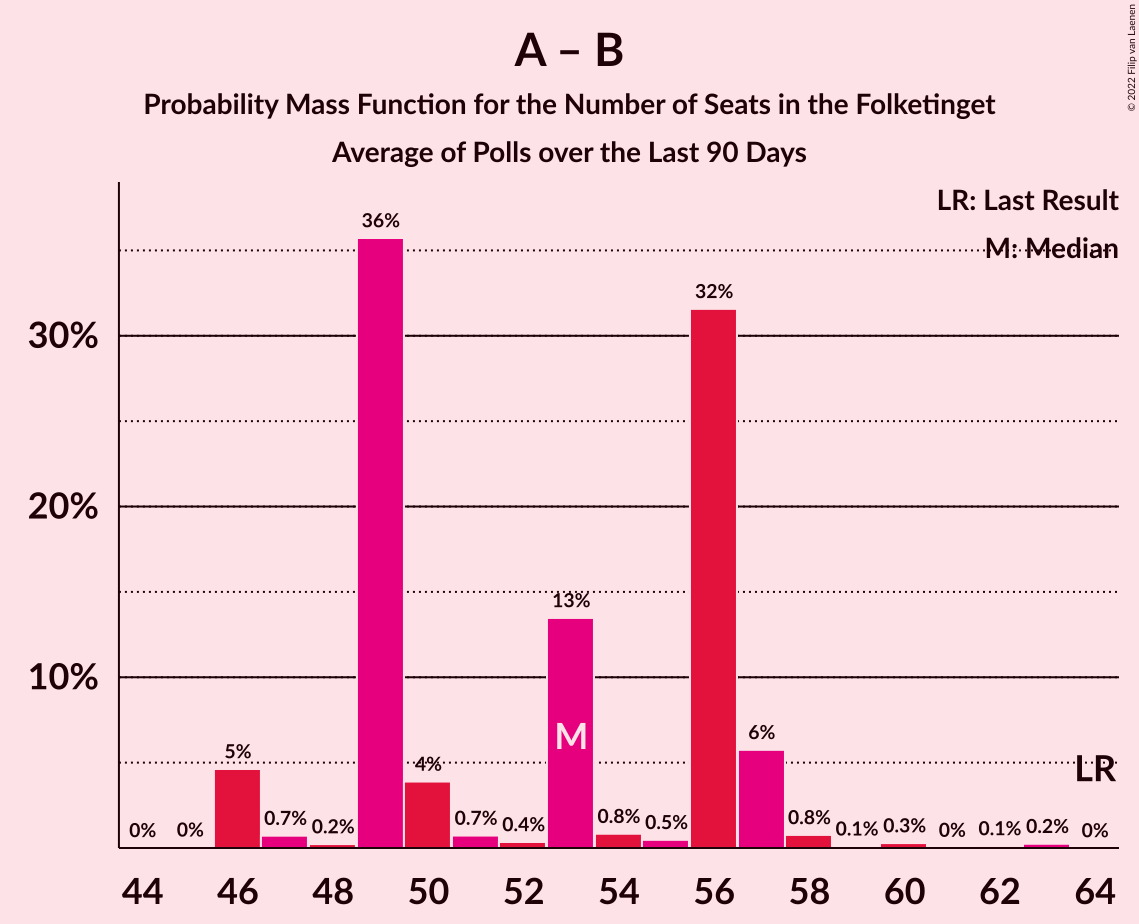 A – B
Probability Mass Function for the Number of Seats in the Folketinget
Average of Polls over the Last 90 Days
© 2022 Filip van Laenen
LR: Last Result
M: Median
36%
32%
30%
20%
13%
10%
M
6%
5%
4%
LR
0% 0% 0.7% 0.2% 0.7% 0.4% 0.8% 0.5% 0.8% 0.1% 0.3% 0% 0.1% 0.2% 0%
44 46 48 50 52 54 56 58 60 62 64